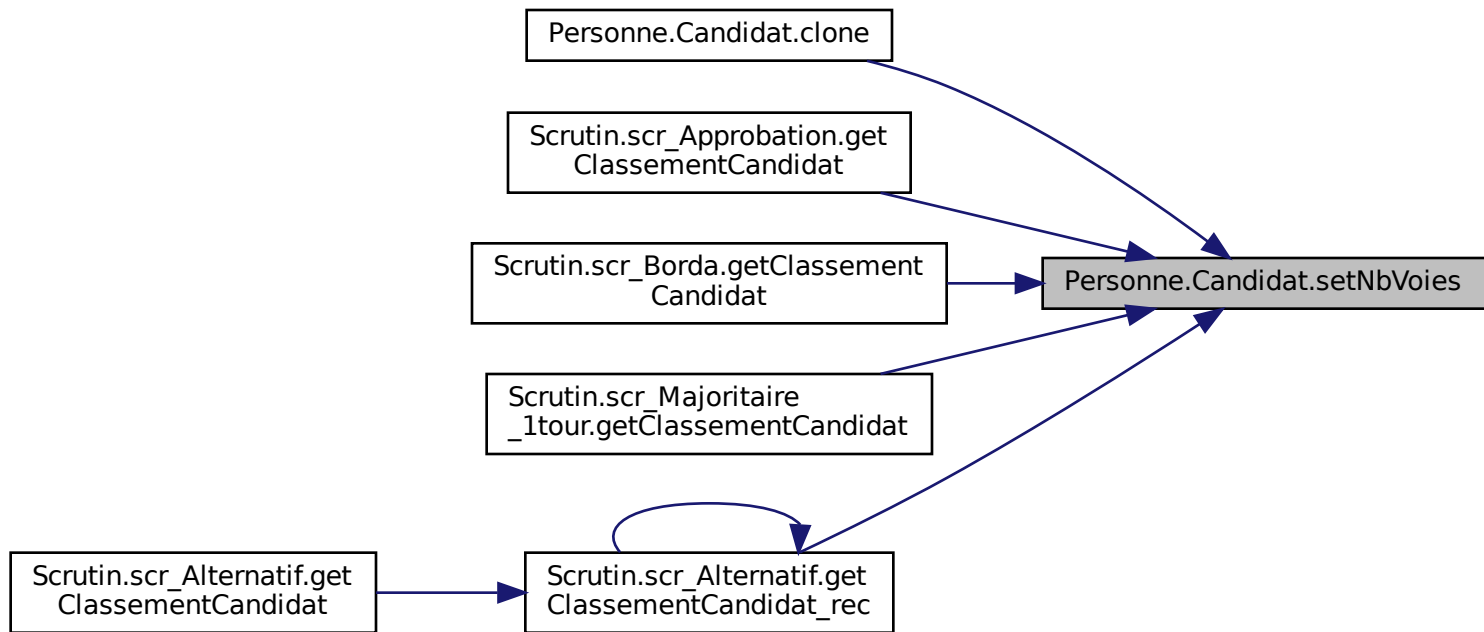 Personne.Candidat.clone
Scrutin.scr_Approbation.get
ClassementCandidat
Scrutin.scr_Borda.getClassement
Candidat
Personne.Candidat.setNbVoies
Scrutin.scr_Majoritaire
_1tour.getClassementCandidat
Scrutin.scr_Alternatif.get
ClassementCandidat
Scrutin.scr_Alternatif.get
ClassementCandidat_rec